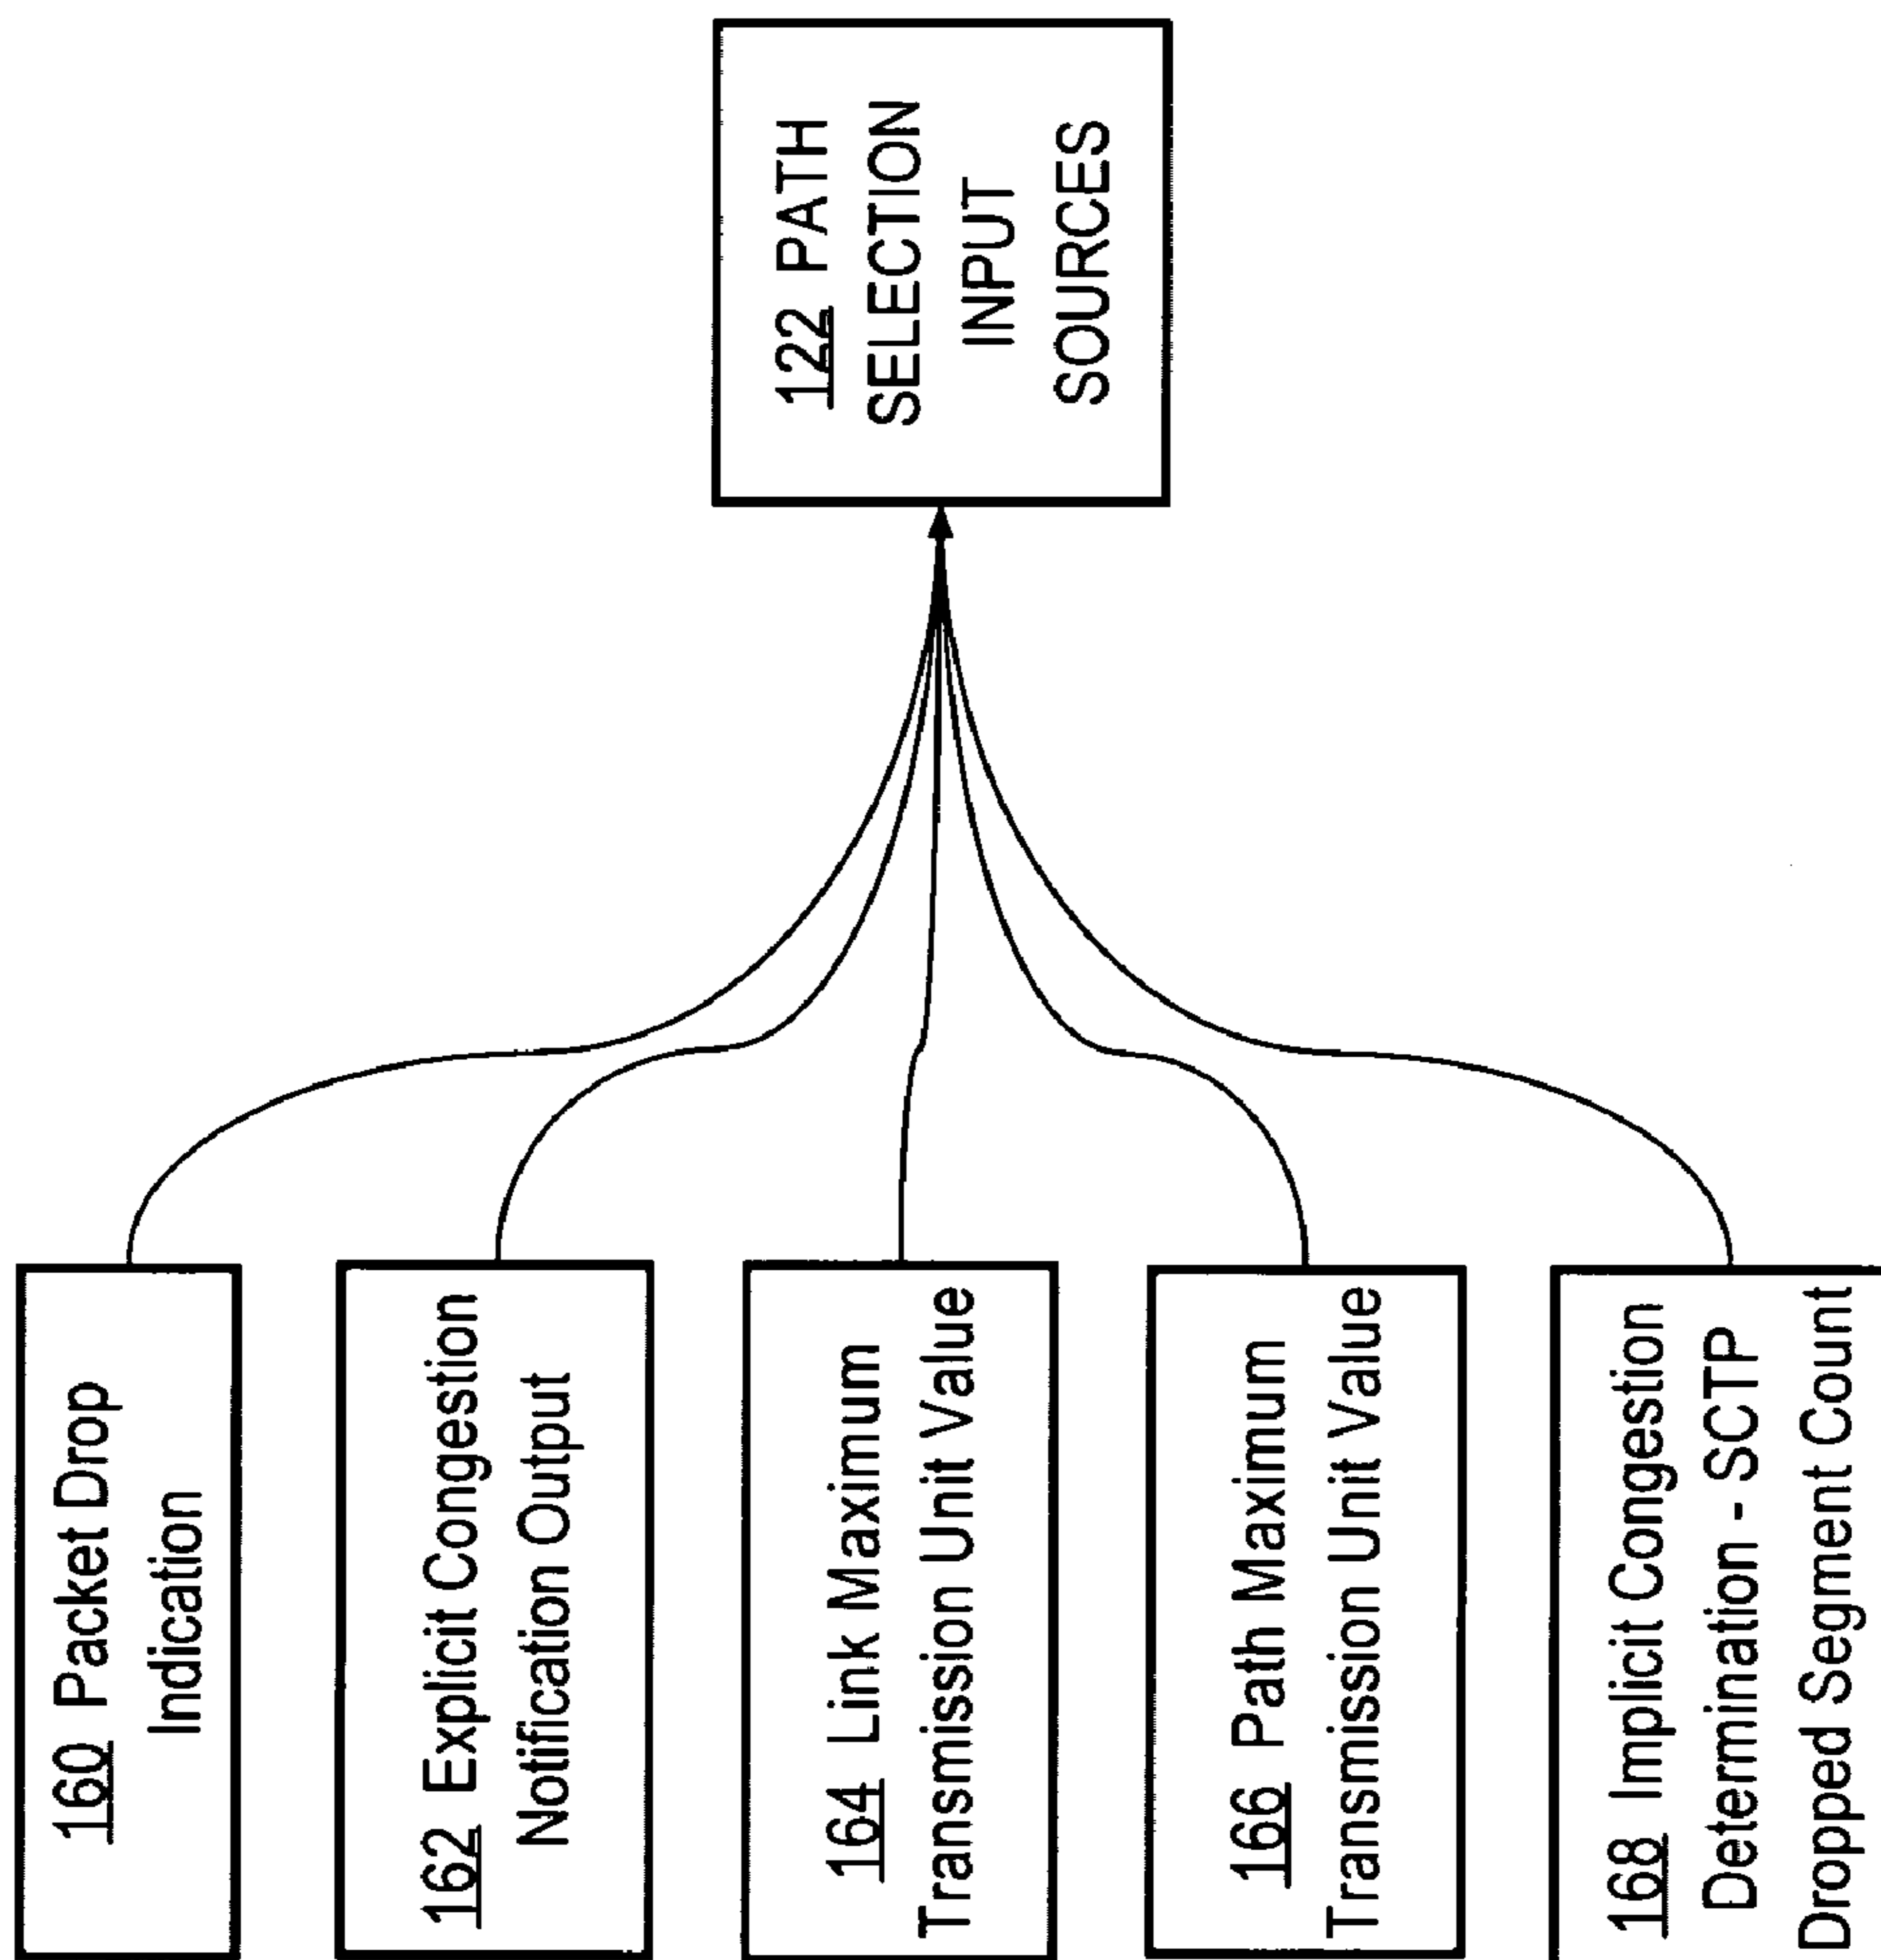 160 Packet Drop
Indication
162 Explicit Congestion
Notification Output
164 Link Maximum
Transmission Unit Value
166 Path Maximum
Transmission Unit Value
168 Implicit Congestion
Determination - SCTP
Dropped Segment Count
122 PATH
SELECTION
INPUT
SOURCES